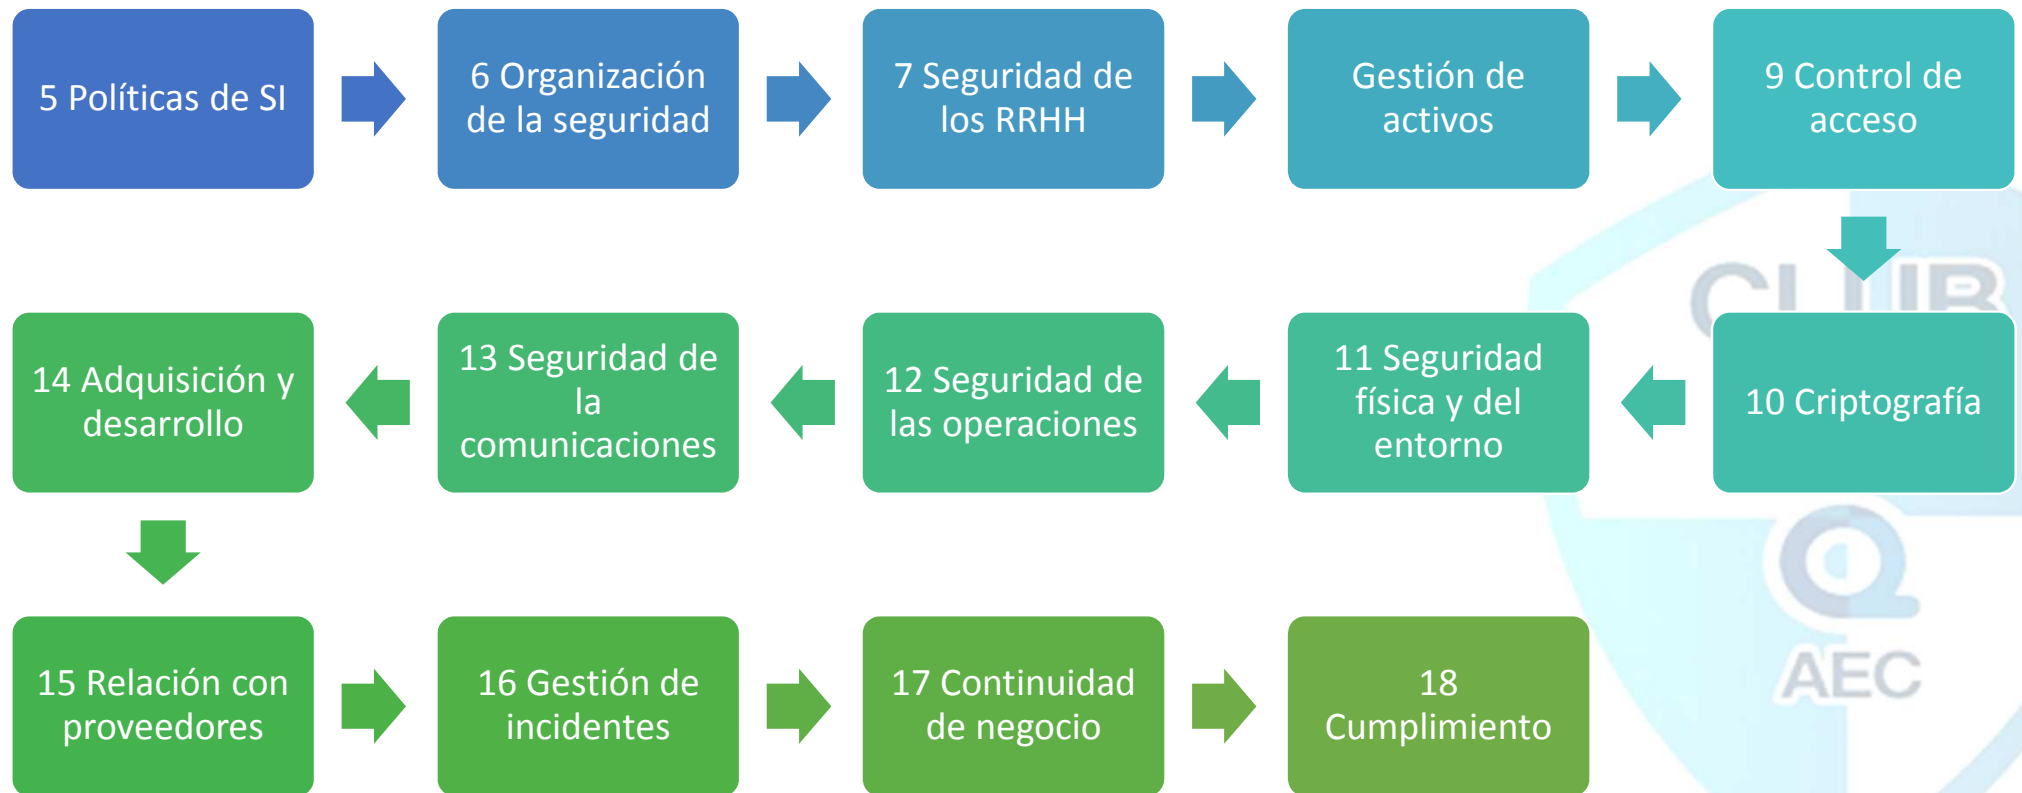 5 Políticas de SI
6 Organización
de la seguridad
7 Seguridad de
los RRHH
Gestión de
activos
9 Control de
acceso
CLUB
10 Criptografía
11 Seguridad
física y del
entorno
12 Seguridad de
las operaciones
13 Seguridad de
la
comunicaciones
14 Adquisición y
desarrollo
15 Relación con
proveedores
16 Gestión de
incidentes
17 Continuidad
de negocio
18
Cumplimiento
AEC